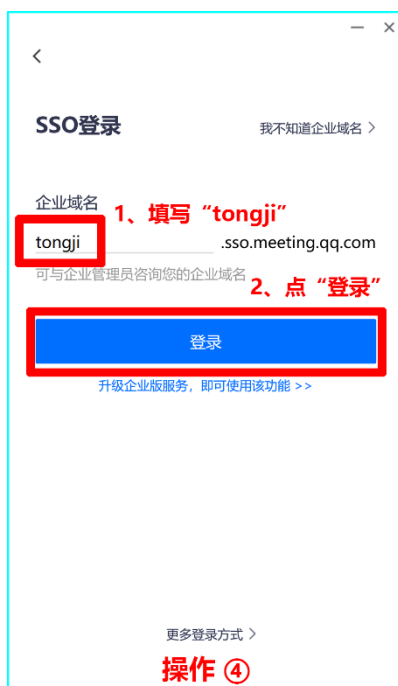 SSO登录
我不知道企业域名 >
企业域名
1、填写“tongji”
tongji .sso.meeting.qq.com
可与企业管理员咨询您的企业域名
2、点“登录”
登录
升级企业版服务，即可使用该功能 >>
更多登录方式 >
操作 ④